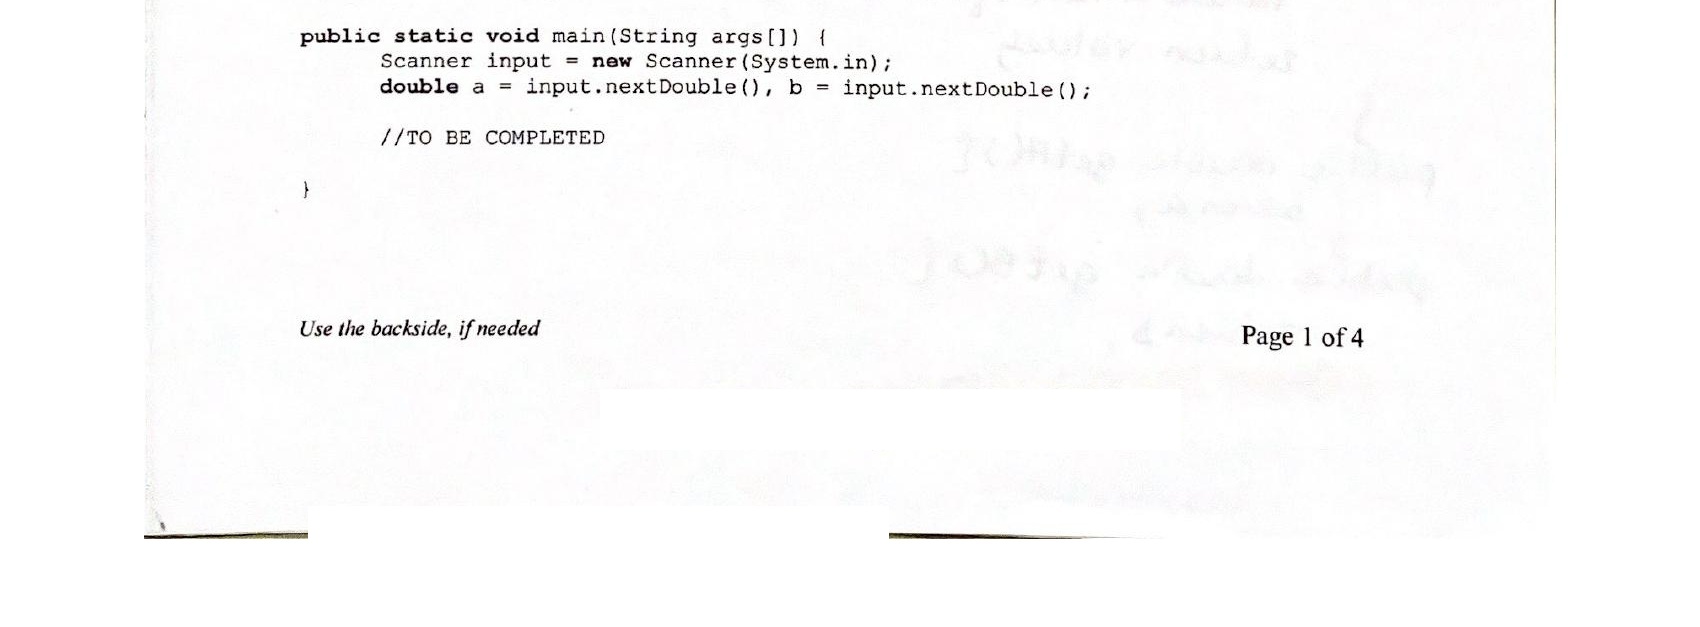 public static void main(String args[]) {
Scanner input = new Scanner(System.in);
double a = input.nextDouble(), b = input.nextDouble();
//TO BE COMPLETED
}
Use the backside, if needed
Page 1 of 4